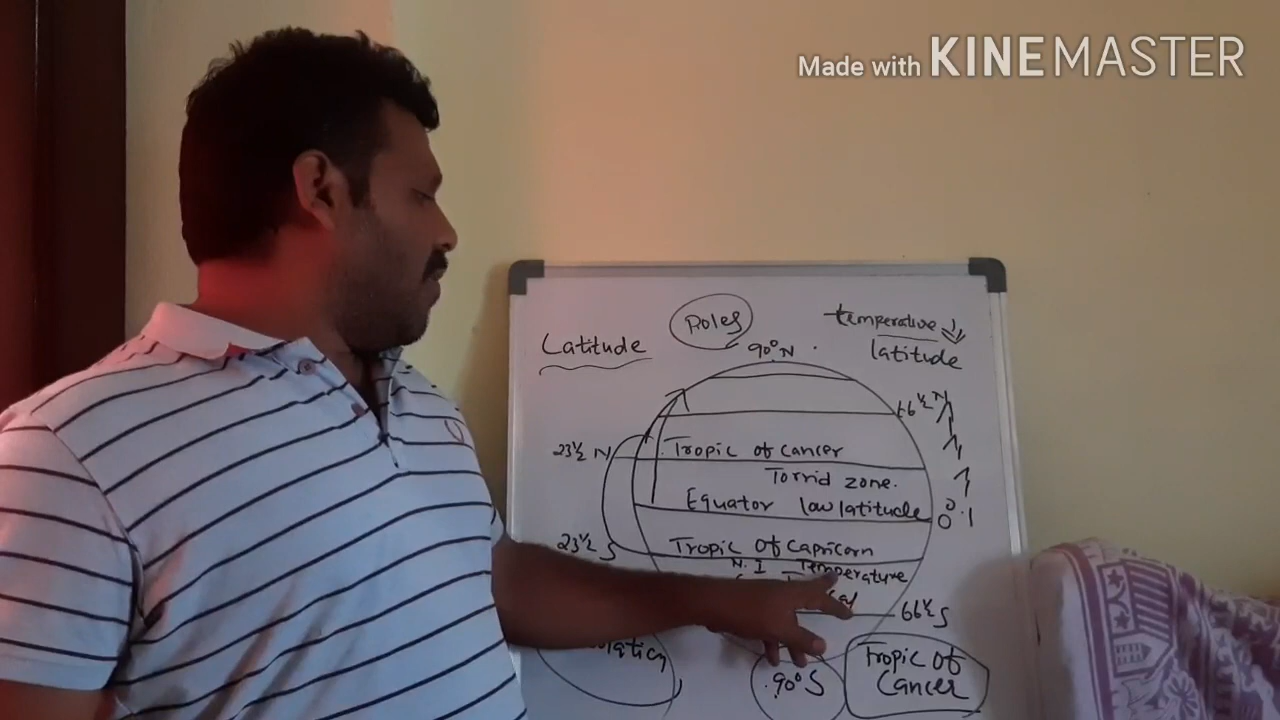 Made with KINEMASTER
Poles
temperative
latitude
Latitude
90° N
66½ N
23½ N
Tropic of Cancer
Torrid zone.
Equator low latitude
0°
23½ S
Tropic Of Capricorn
N. I Temperature
66½ S
90° S
Tropic Of
Cancer